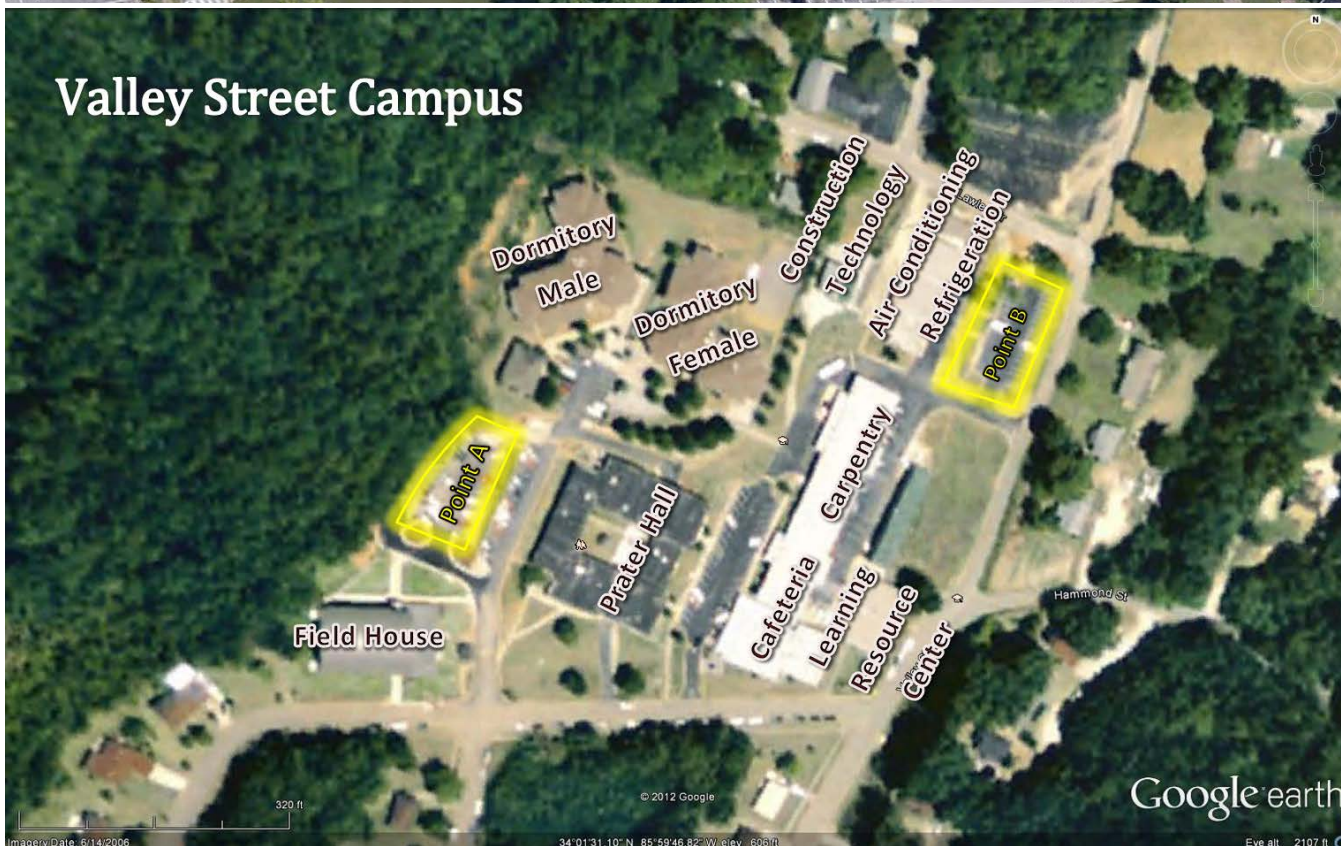 Valley Street Campus
N
Construction
Technology
Air Conditioning
Refrigeration
Dormitory
Male
Dormitory
Female
Point B
Point A
Carpentry
Prater Hall
Cafeteria
Learning
Resource
Center
Hammond St
Field House
320 ft
© 2012 Google
Google earth
Imagery Date: 6/14/2006
34°01'31.10" N 85°59'46.82" W elev 606 ft
Eye alt 2107 ft